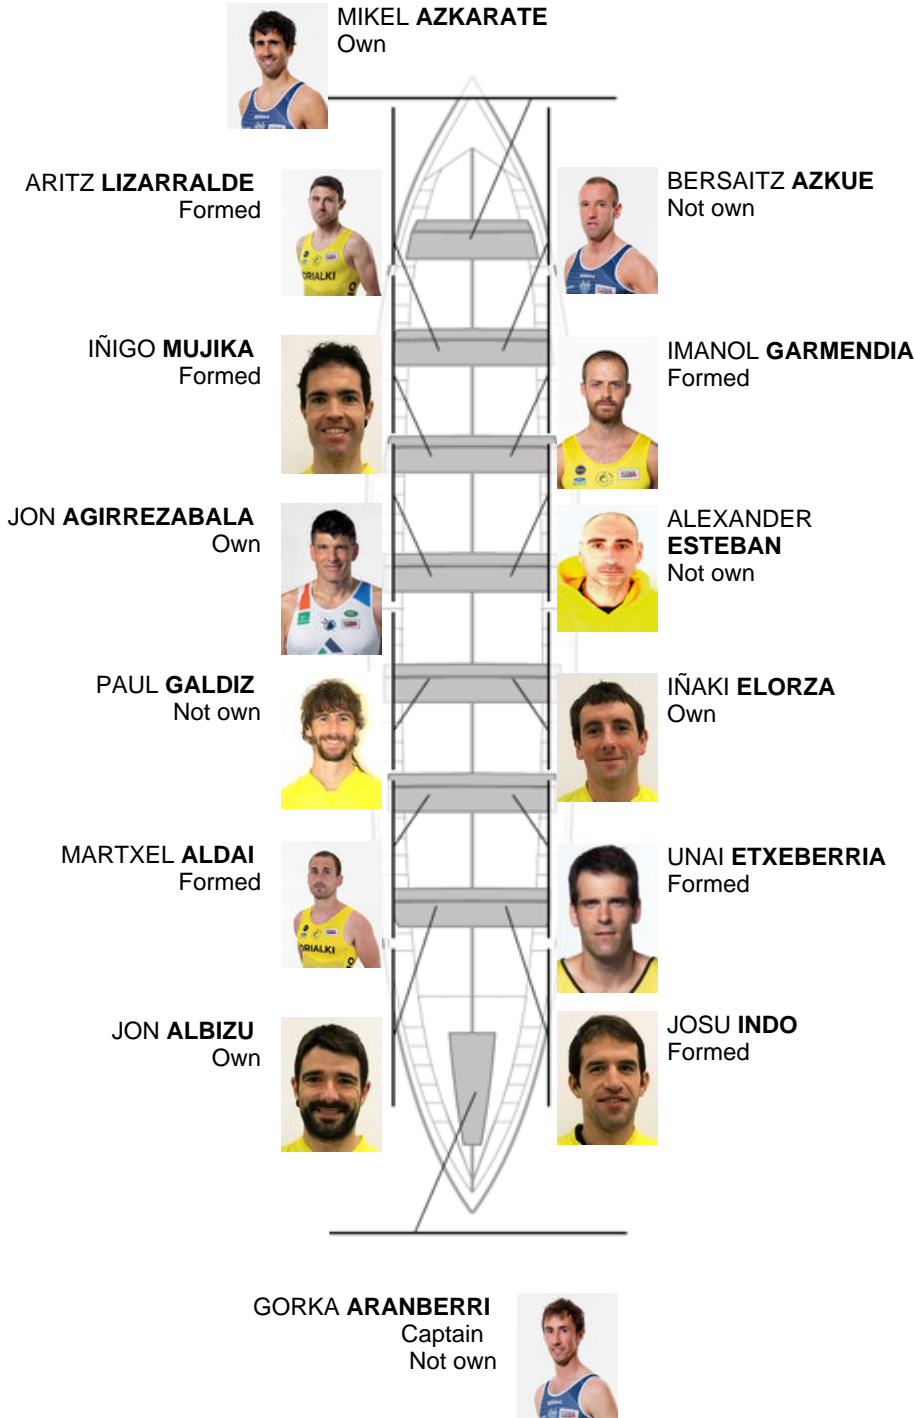 MIKEL AZKARATE
Own
ARITZ LIZARRALDE
Formed
BERSAITZ AZKUE
Not own
IÑIGO MUJIKA
Formed
IMANOL GARMENDIA
Formed
JON AGIRREZABALA
Own
ALEXANDER
ESTEBAN
Not own
PAUL GALDIZ
Not own
IÑAKI ELORZA
Own
MARTXEL ALDAI
Formed
UNAI ETXEBERRIA
Formed
JON ALBIZU
Own
JOSU INDO
Formed
GORKA ARANBERRI
Captain
Not own